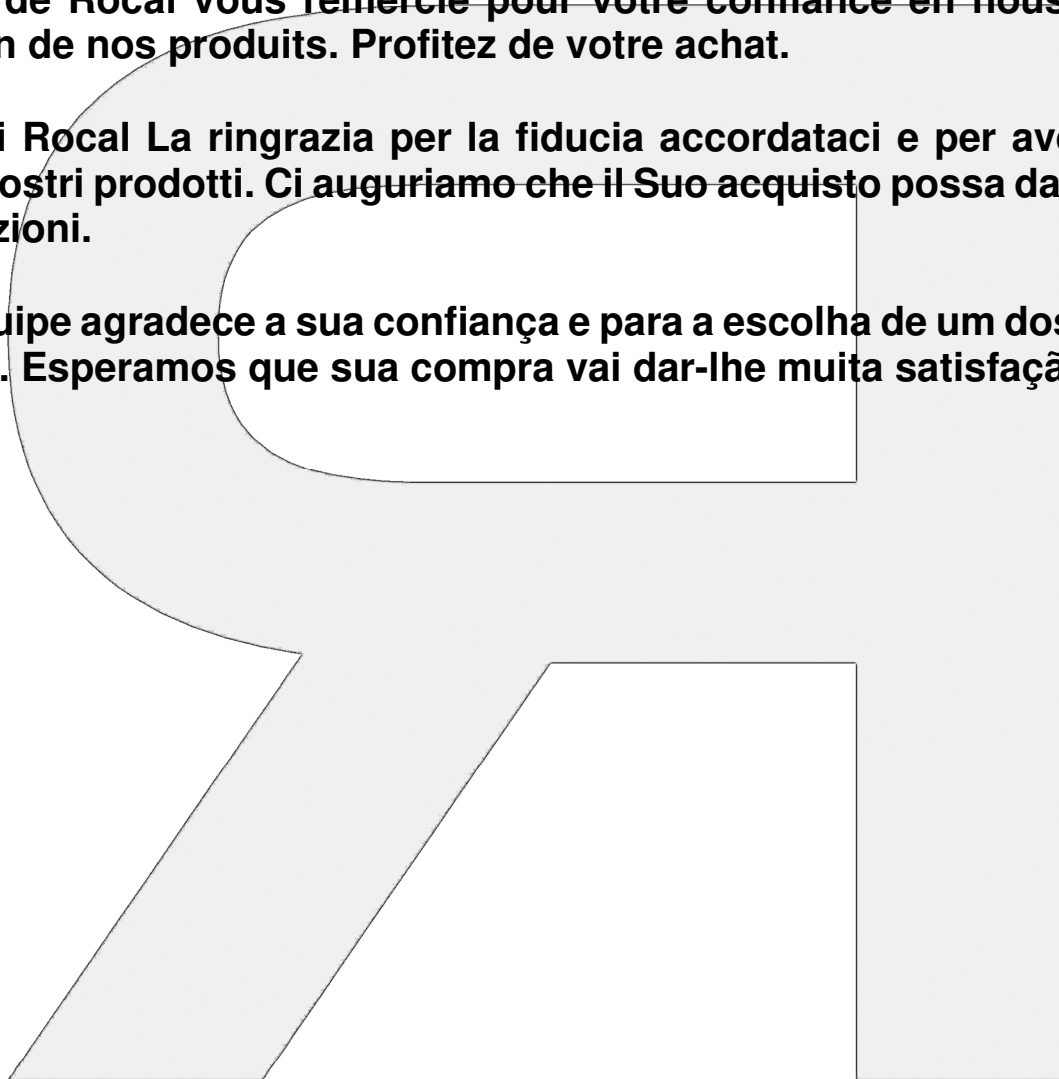 de Rocal vous remercie pour votre confiance en nous
n de nos produits. Profitez de votre achat.
i Rocal La ringrazia per la fiducia accordataci e per av
ostri prodotti. Ci auguriamo che il Suo acquisto possa da
zioni.
uipe agradece a sua confiança e para a escolha de um dos
. Esperamos que sua compra vai dar-lhe muita satisfaçã